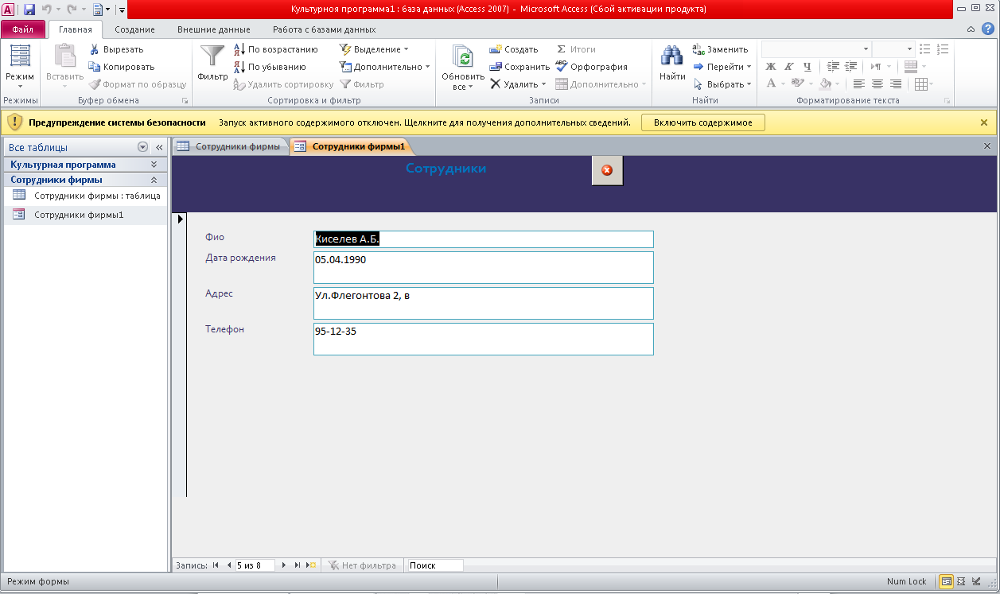 Культурноя программа1 : база данных (Access 2007) - Microsoft Access (Сбой активации продукта)
Файл Главная Создание Внешние данные Работа с базами данных
Режим
Режимы
Вставить
Вырезать
Копировать
Формат по образцу
Буфер обмена
Фильтр
По возрастанию
По убыванию
Удалить сортировку
Выделение
Дополнительно
Фильтр
Сортировка и фильтр
Обновить
все
Создать
Сохранить
Удалить
Итоги
Орфография
Дополнительно
Записи
Найти
Заменить
Перейти
Выбрать
Найти
Ж К Ч
A
Форматирование текста
Предупреждение системы безопасности Запуск активного содержимого отключен. Щелкните для получения дополнительных сведений. Включить содержимое
Все таблицы
Культурная программа
Сотрудники фирмы
Сотрудники фирмы : таблица
Сотрудники фирмы1
Сотрудники фирмы Сотрудники фирмы1
Сотрудники
Фио Киселев А.Б.
Дата рождения 05.04.1990
Адрес Ул.Флегонтова 2, в
Телефон 95-12-35
Запись: 5 из 8 Нет фильтра Поиск
Режим формы Num Lock